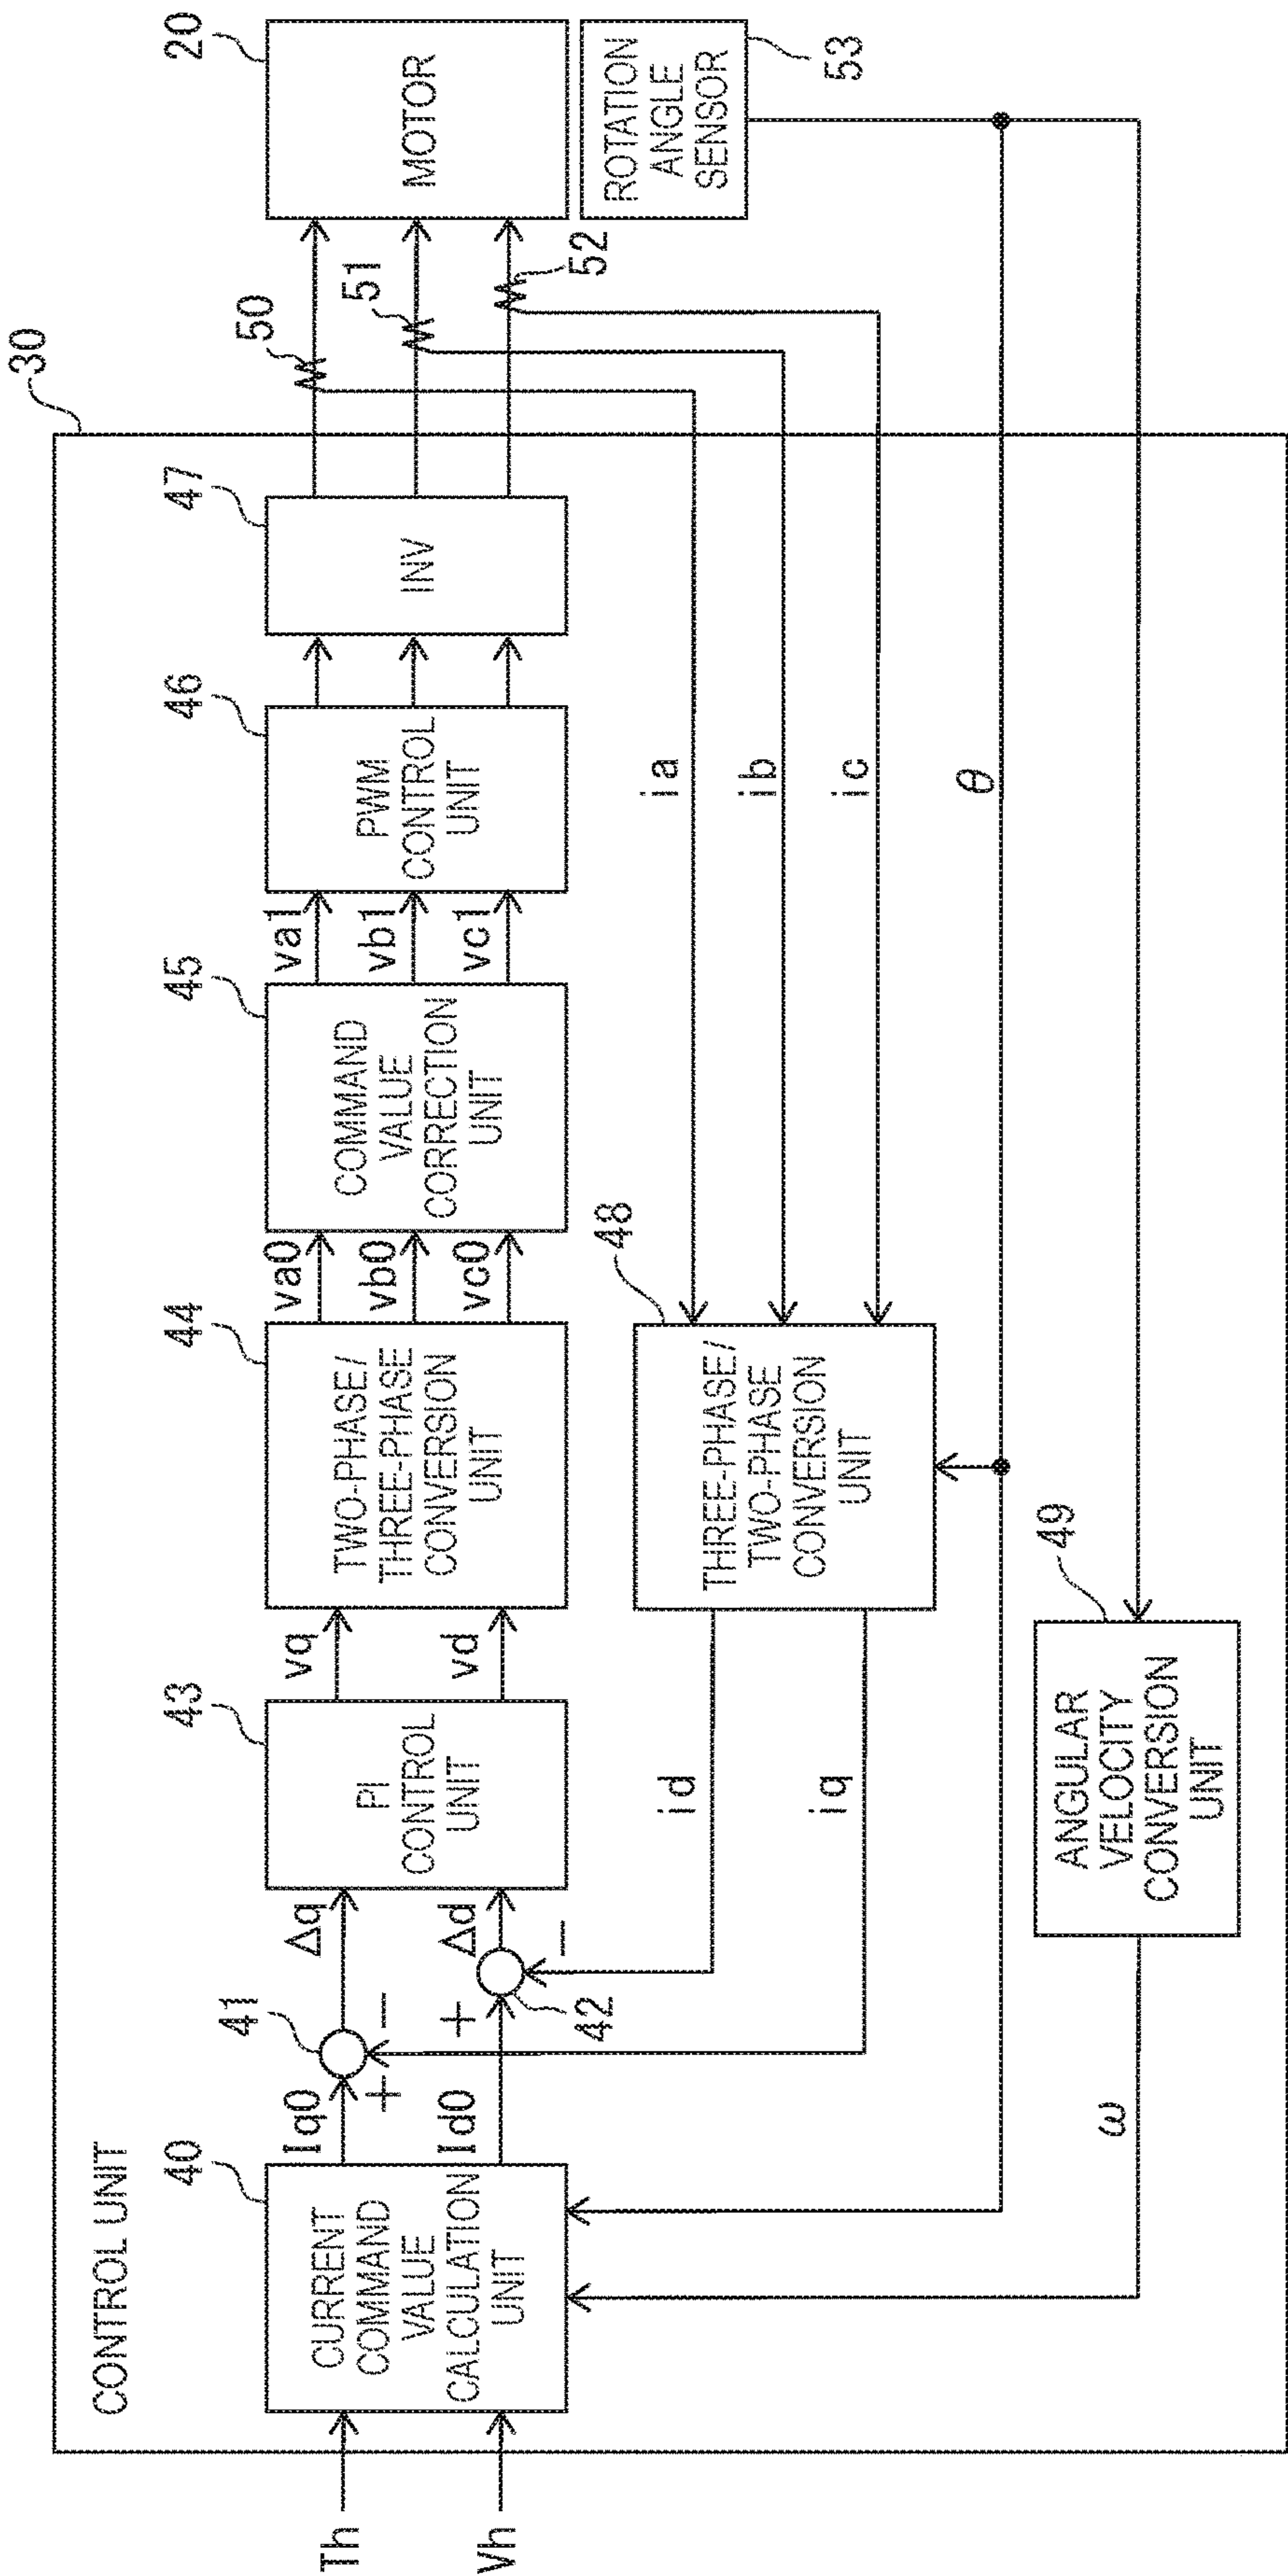 30
CONTROL UNIT
40
41
43
44
45
46
47
20
Th
Vh
CURRENT
COMMAND
VALUE
CALCULATION
UNIT
Iq0
Id0
+
−
+
−
42
Δq
Δd
PI
CONTROL
UNIT
vq
vd
TWO-PHASE/
THREE-PHASE
CONVERSION
UNIT
va0
vb0
vc0
COMMAND
VALUE
CORRECTION
UNIT
va1
vb1
vc1
PWM
CONTROL
UNIT
INV
50
51
52
MOTOR
ROTATION
ANGLE
SENSOR
53
id
iq
48
THREE-PHASE/
TWO-PHASE
CONVERSION
UNIT
ia
ib
ic
θ
ω
49
ANGULAR
VELOCITY
CONVERSION
UNIT